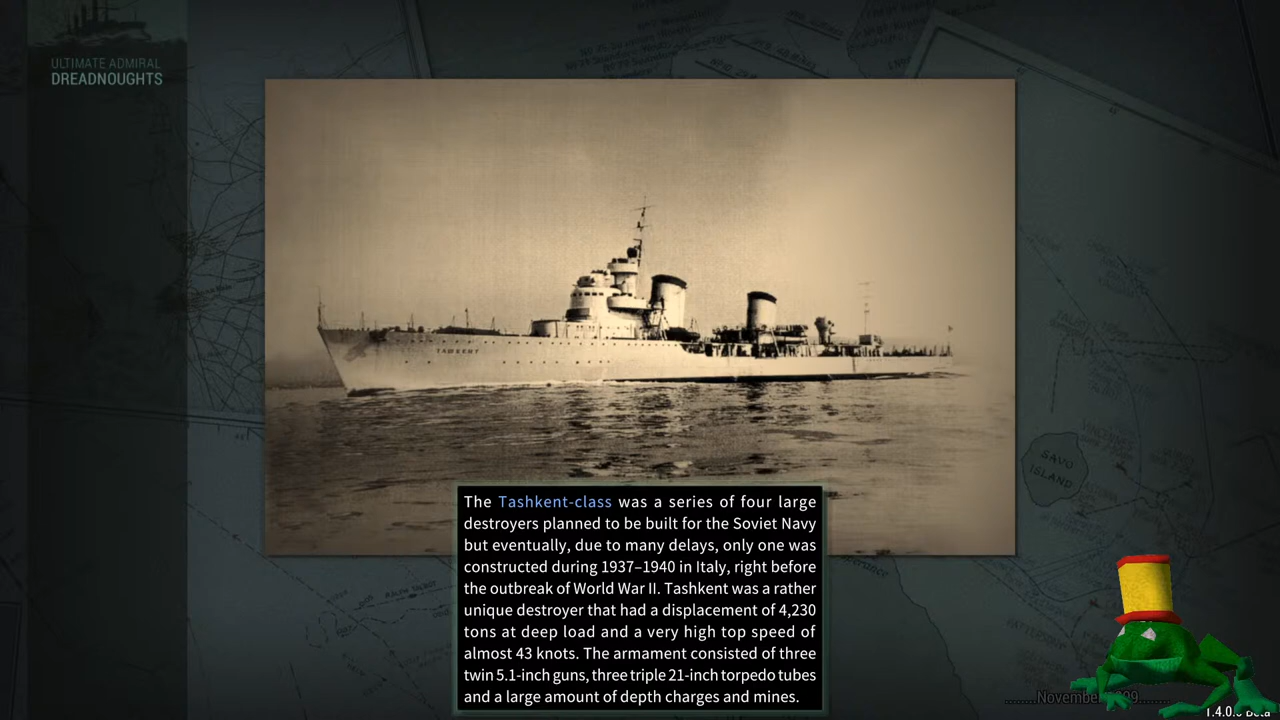 ULTIMATE ADMIRAL
DREADNOUGHTS
TASHKENT
SAVO
ISLAND
The Tashkent-class was a series of four large
destroyers planned to be built for the Soviet Navy
but eventually, due to many delays, only one was
constructed during 1937–1940 in Italy, right before
the outbreak of World War II. Tashkent was a rather
unique destroyer that had a displacement of 4,230
tons at deep load and a very high top speed of
almost 43 knots. The armament consisted of three
twin 5.1-inch guns, three triple 21-inch torpedo tubes
and a large amount of depth charges and mines.